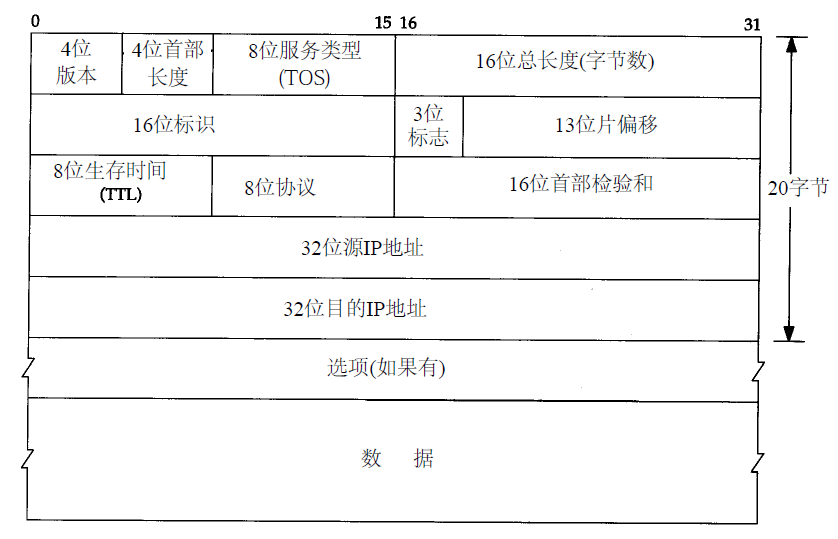 0 15 16 31
4位
版本
4位首部
长度
8位服务类型
(TOS)
16位总长度(字节数)
16位标识
3位
标志
13位片偏移
8位生存时间
(TTL)
8位协议
16位首部检验和
20字节
32位源IP地址
32位目的IP地址
选项(如果有)
数 据